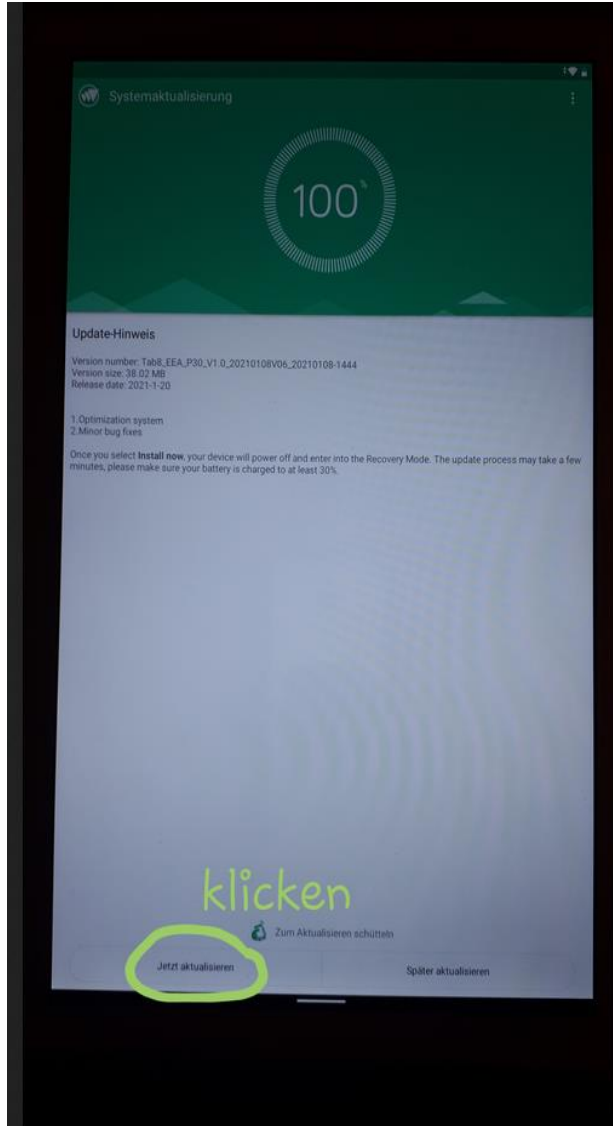 Systemaktualisierung
100%
Update-Hinweis
Version number: Tab8_EEA_P30_V1.0_20210108V06_20210108-1444
Version size: 38.02 MB
Release date: 2021-1-20
1.Optimization system
2.Minor bug fixes
Once you select Install now, your device will power off and enter into the Recovery Mode. The update process may take a few
minutes, please make sure your battery is charged to at least 30%.
klicken
Zum Aktualisieren schütteln
Jetzt aktualisieren
Später aktualisieren